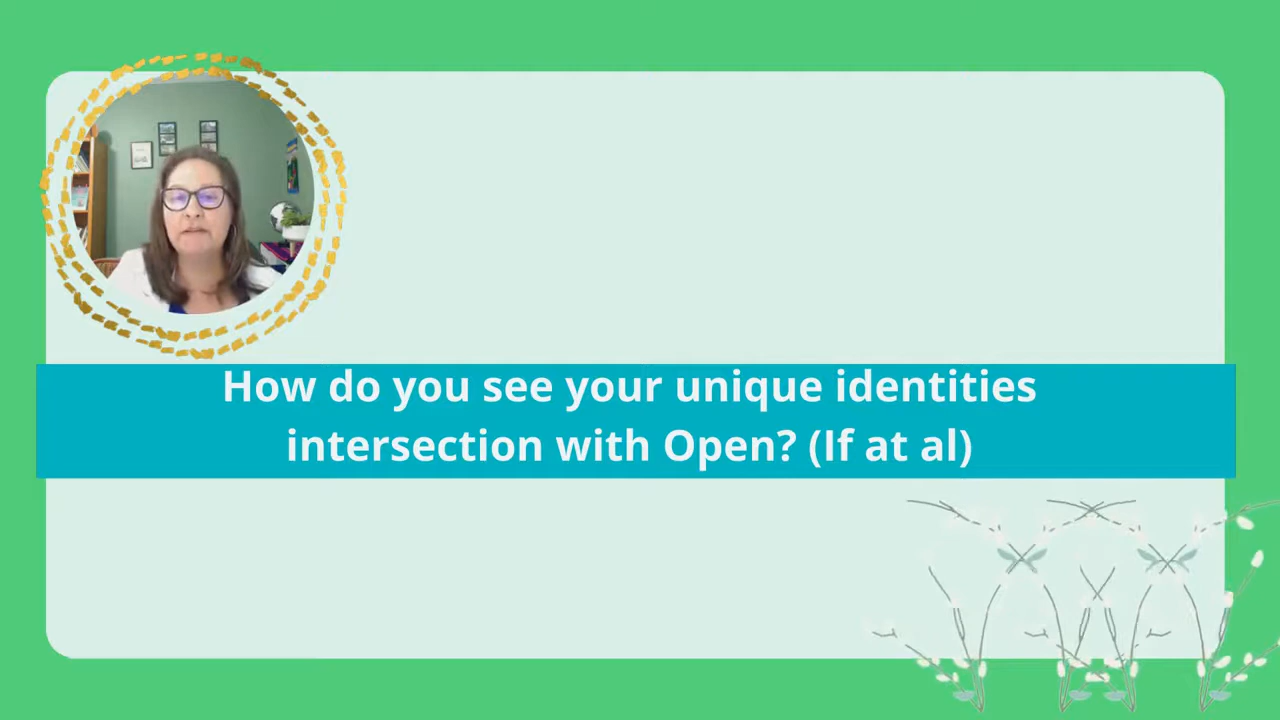 How do you see your unique identities
intersection with Open? (If at al)